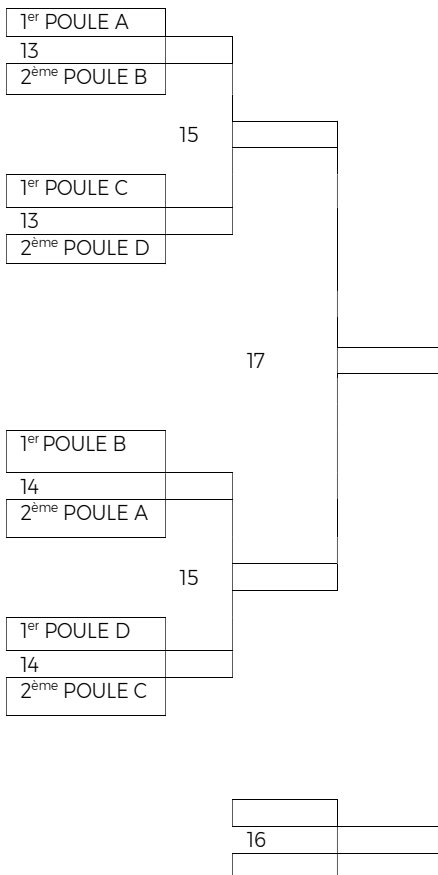 1er POULE A
13
2ème POULE B
15
1er POULE C
13
2ème POULE D
17
1er POULE B
14
2ème POULE A
15
1er POULE D
14
2ème POULE C
16